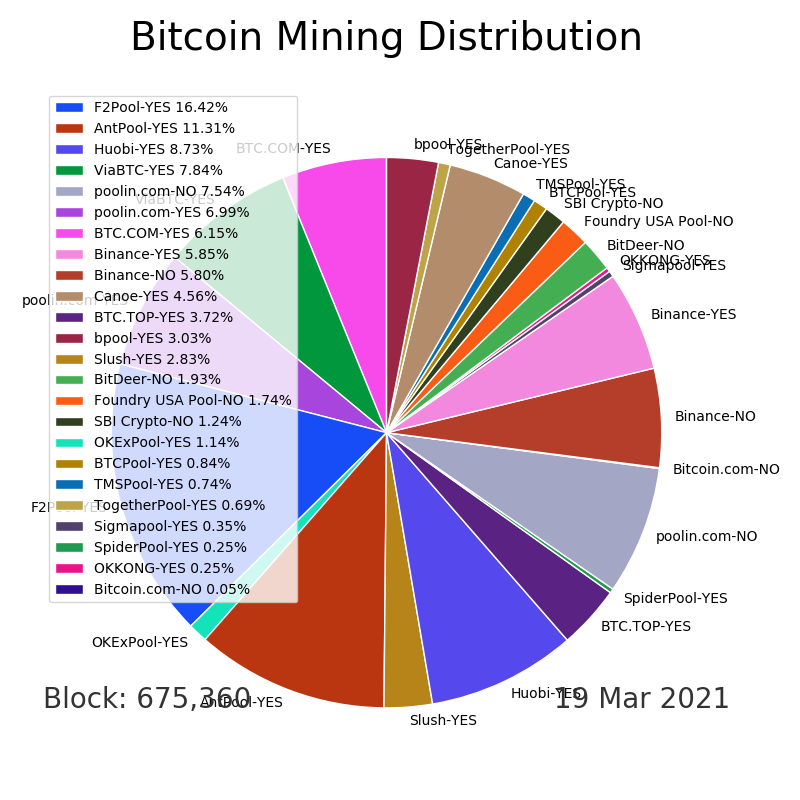 Bitcoin Mining Distribution
F2Pool-YES 16.42%
AntPool-YES 11.31%
Huobi-YES 8.73%
ViaBTC-YES 7.84%
poolin.com-NO 7.54%
poolin.com-YES 6.99%
BTC.COM-YES 6.15%
Binance-YES 5.85%
Binance-NO 5.80%
Canoe-YES 4.56%
BTC.TOP-YES 3.72%
bpool-YES 3.03%
Slush-YES 2.83%
BitDeer-NO 1.93%
Foundry USA Pool-NO 1.74%
SBI Crypto-NO 1.24%
OKExPool-YES 1.14%
BTCPool-YES 0.84%
TMSPool-YES 0.74%
TogetherPool-YES 0.69%
Sigmapool-YES 0.35%
SpiderPool-YES 0.25%
OKKONG-YES 0.25%
Bitcoin.com-NO 0.05%
BTC.COM-YES
ViaBTC-YES
poolin.com-YES
F2Pool-YES
OKExPool-YES
AntPool-YES
Slush-YES
Huobi-YES
BTC.TOP-YES
SpiderPool-YES
poolin.com-NO
Bitcoin.com-NO
Binance-NO
Binance-YES
Sigmapool-YES
OKKONG-YES
BitDeer-NO
Foundry USA Pool-NO
SBI Crypto-NO
BTCPool-YES
TMSPool-YES
Canoe-YES
TogetherPool-YES
bpool-YES
Block: 675,360
19 Mar 2021